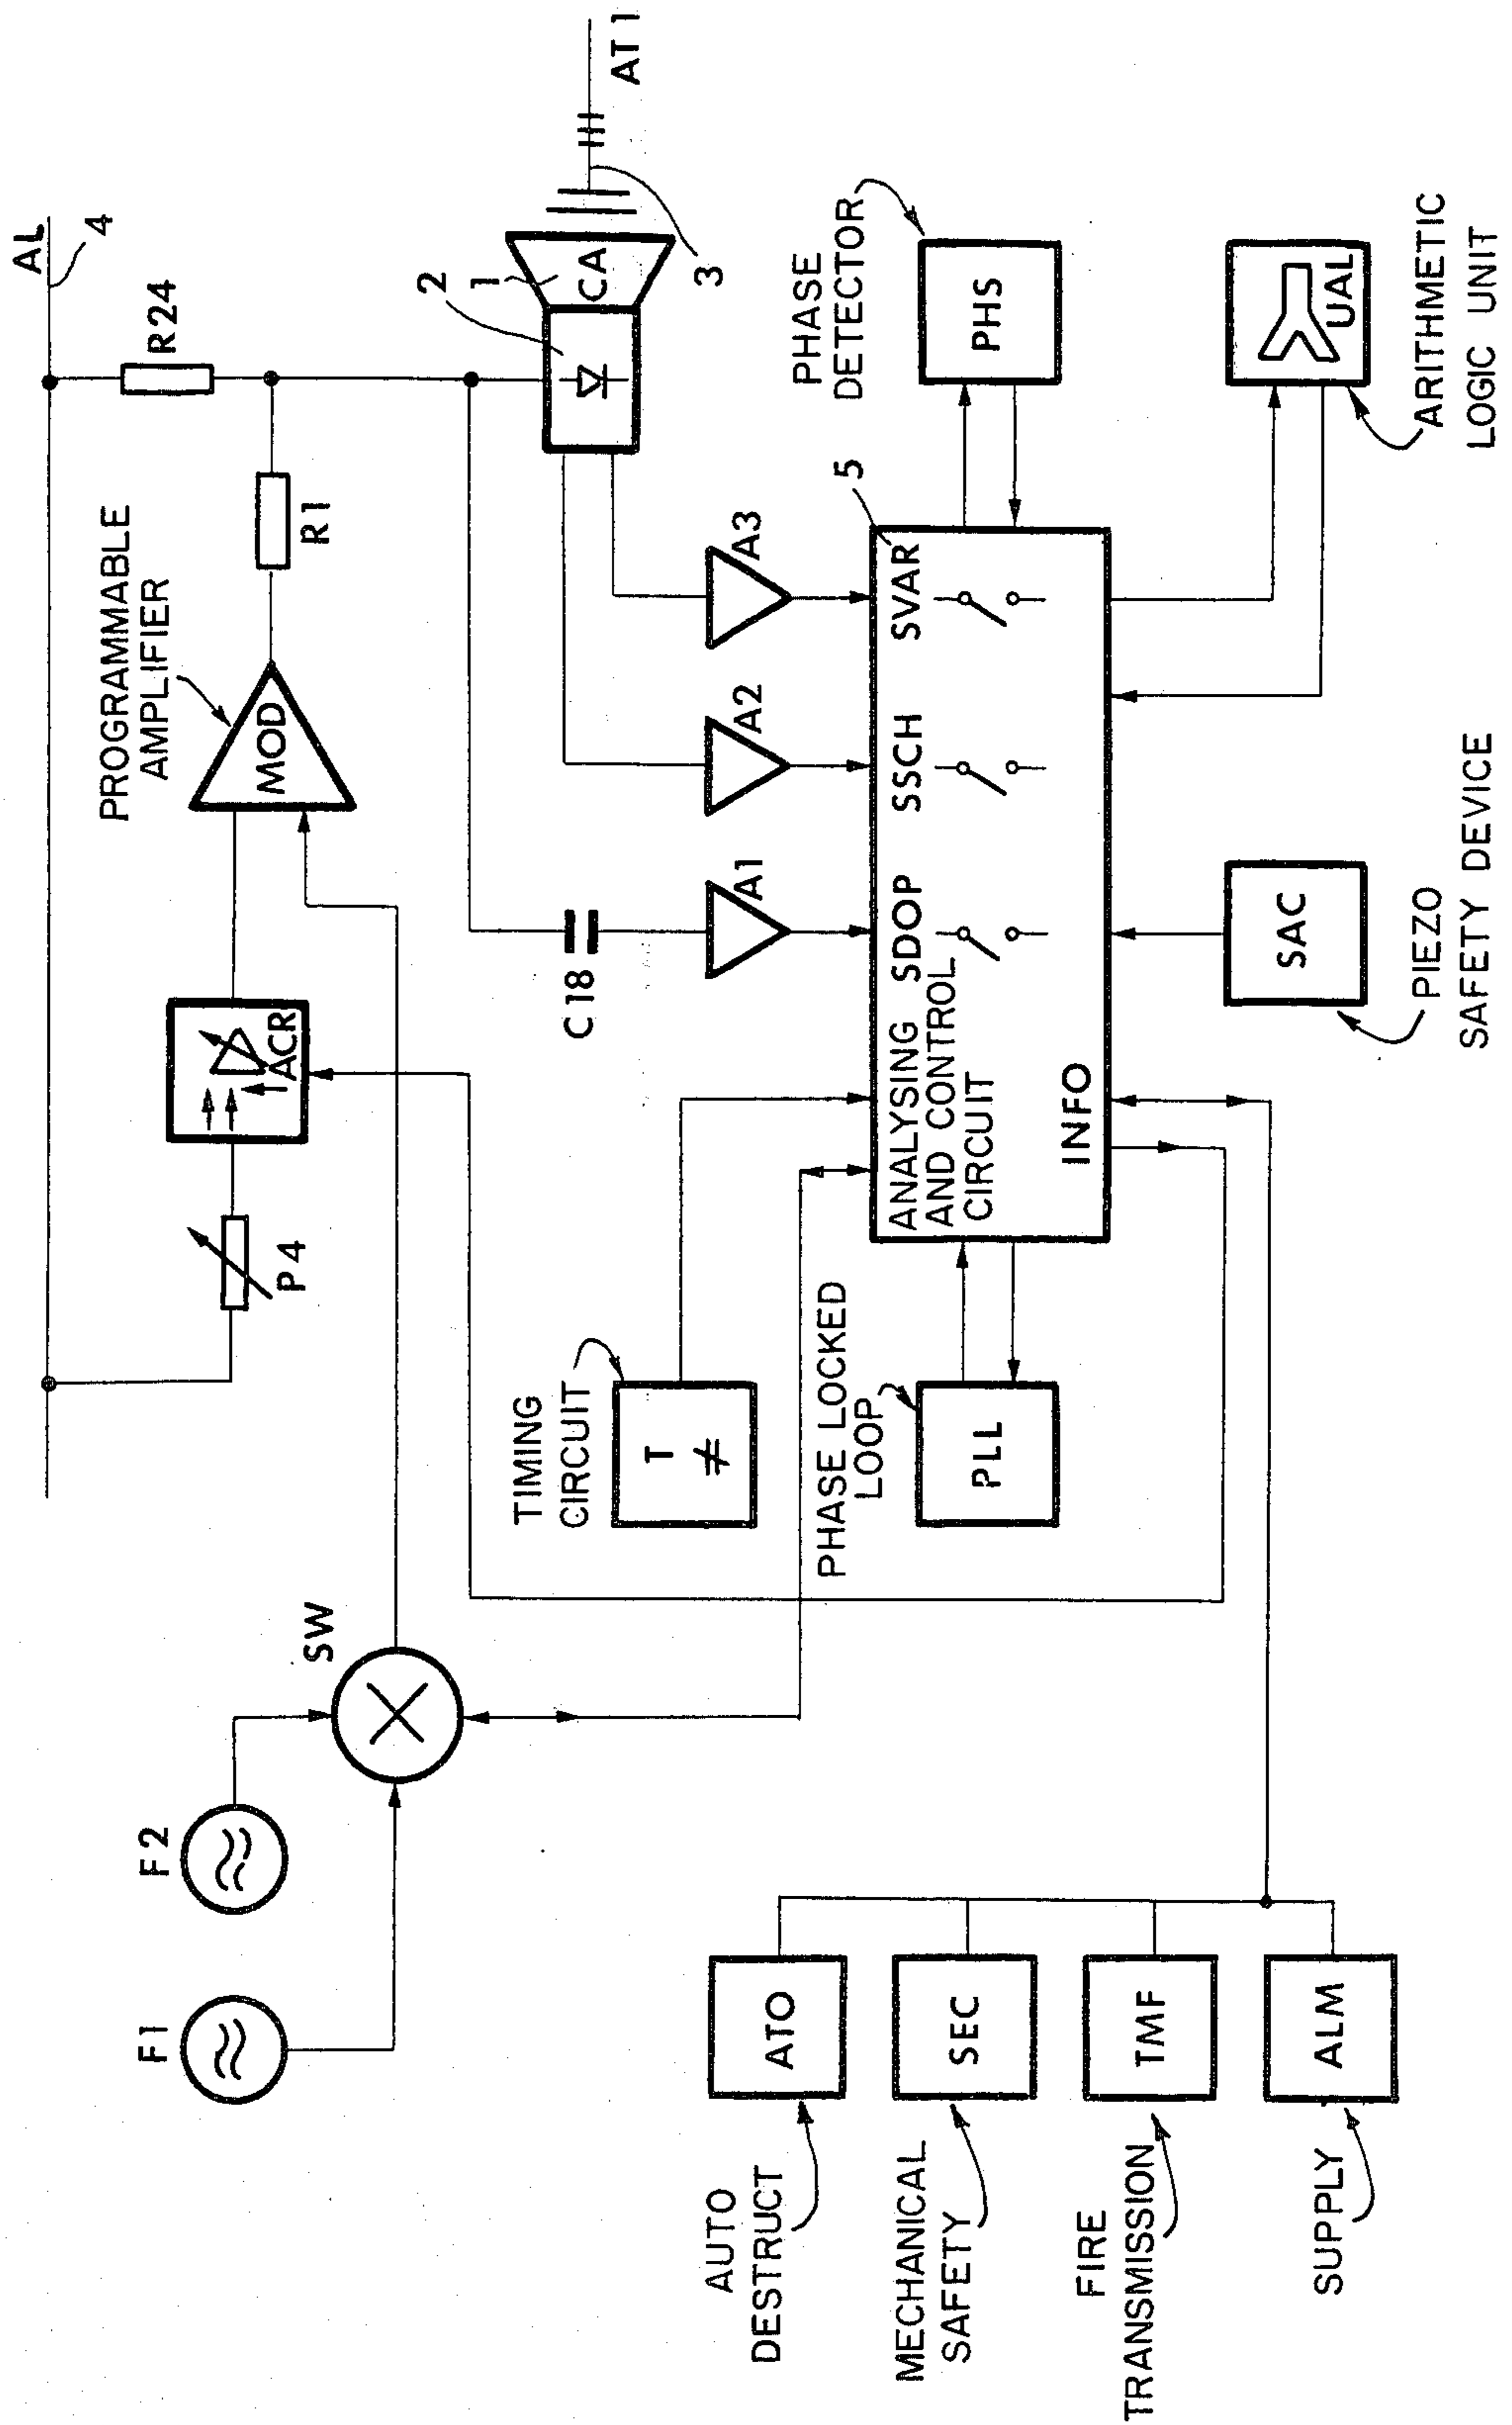 AL
4
R24
PROGRAMMABLE
AMPLIFIER
R1
MOD
ACR
P4
SW
F2
F1
2
1
CA
3
AT1
C18
A1
A2
A3
TIMING
CIRCUIT
T
≠
PHASE LOCKED
LOOP
PLL
5
ANALYSING
AND CONTROL
CIRCUIT
SDOP
SSCH
SVAR
INFO
PHASE
DETECTOR
PHS
UAL
ARITHMETIC
LOGIC UNIT
SAC
PIEZO
SAFETY DEVICE
ATO
SEC
TMF
ALM
AUTO
DESTRUCT
MECHANICAL
SAFETY
FIRE
TRANSMISSION
SUPPLY